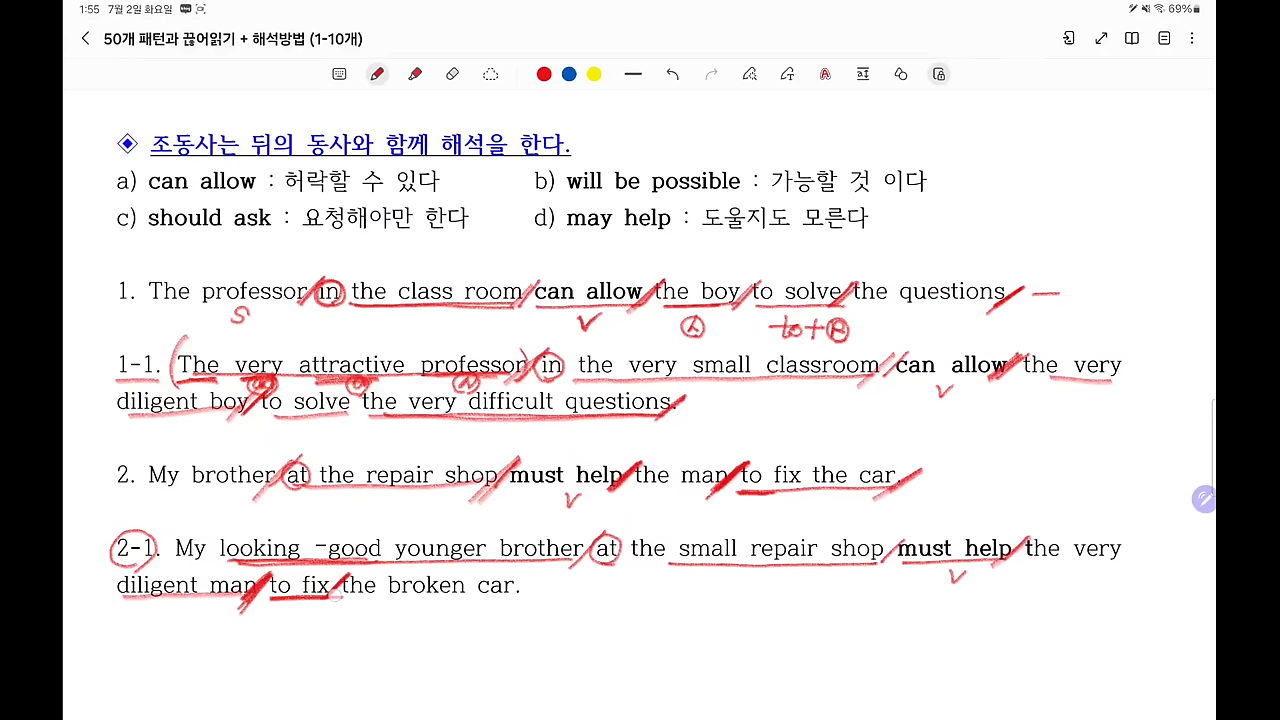 1:55 7월 2일 화요일 69%
50개 패턴과 끊어읽기 + 해석방법 (1-10개)
◈ 조동사는 뒤의 동사와 함께 해석을 한다.
a) can allow : 허락할 수 있다 b) will be possible : 가능할 것 이다
c) should ask : 요청해야만 한다 d) may help : 도울지도 모른다
1. The professor in the class room can allow the boy to solve the questions
S V to+R
1-1. The very attractive professor in the very small classroom can allow the very
V
diligent boy to solve the very difficult questions.
2. My brother at the repair shop must help the man to fix the car.
V
2-1. My looking -good younger brother at the small repair shop must help the very
V
diligent man to fix the broken car.